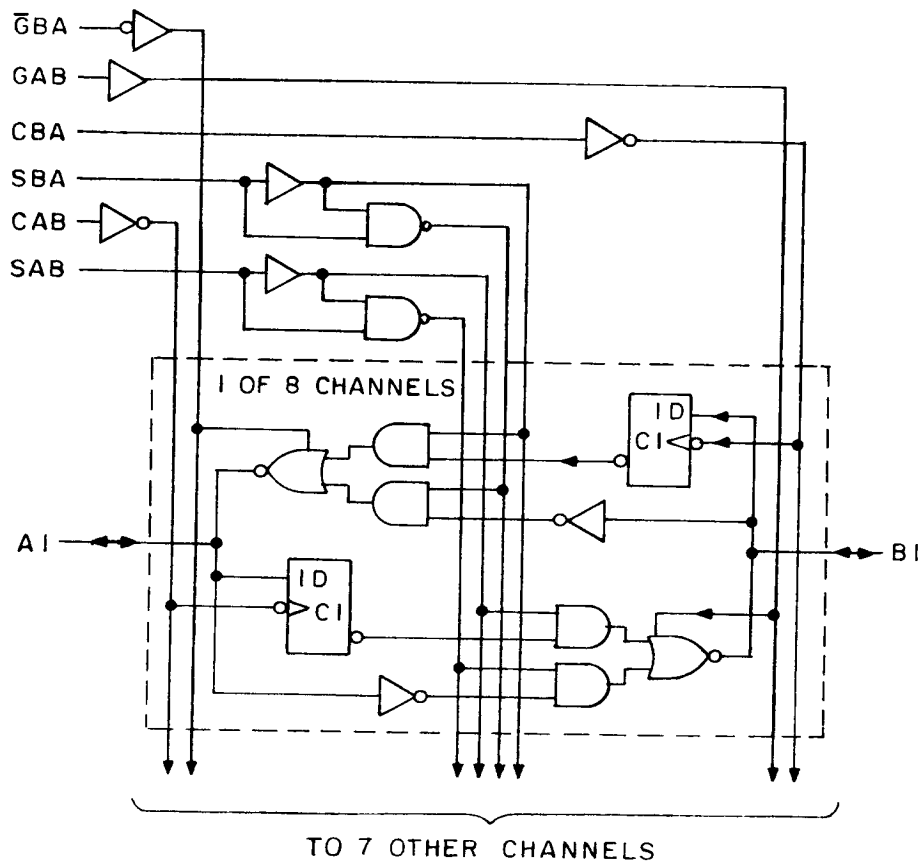 G̅BA
GAB
CBA
SBA
CAB
SAB
1 OF 8 CHANNELS
1D
C1
A1
B1
1D
C1
TO 7 OTHER CHANNELS